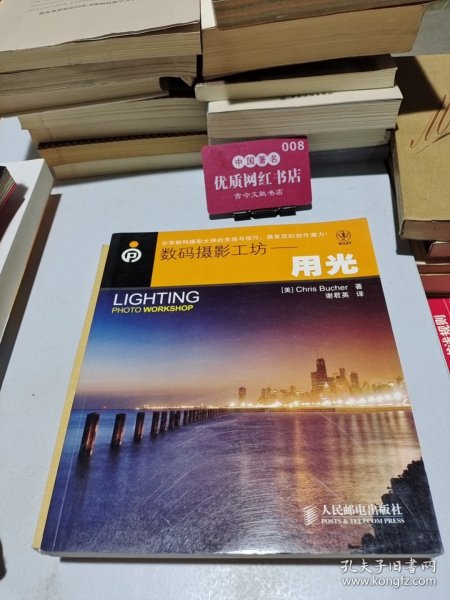 008
中国著名
优质网红书店
古今文献书店
分享数码摄影大师的灵感与技巧，激发你的创作潜力！
数码摄影工坊——
用光
WILEY
[美] Chris Bucher 著
谢君英 译
LIGHTING
PHOTO WORKSHOP
人民邮电出版社
POSTS & TELECOM PRESS
孔夫子旧书网
www.kongfz.com